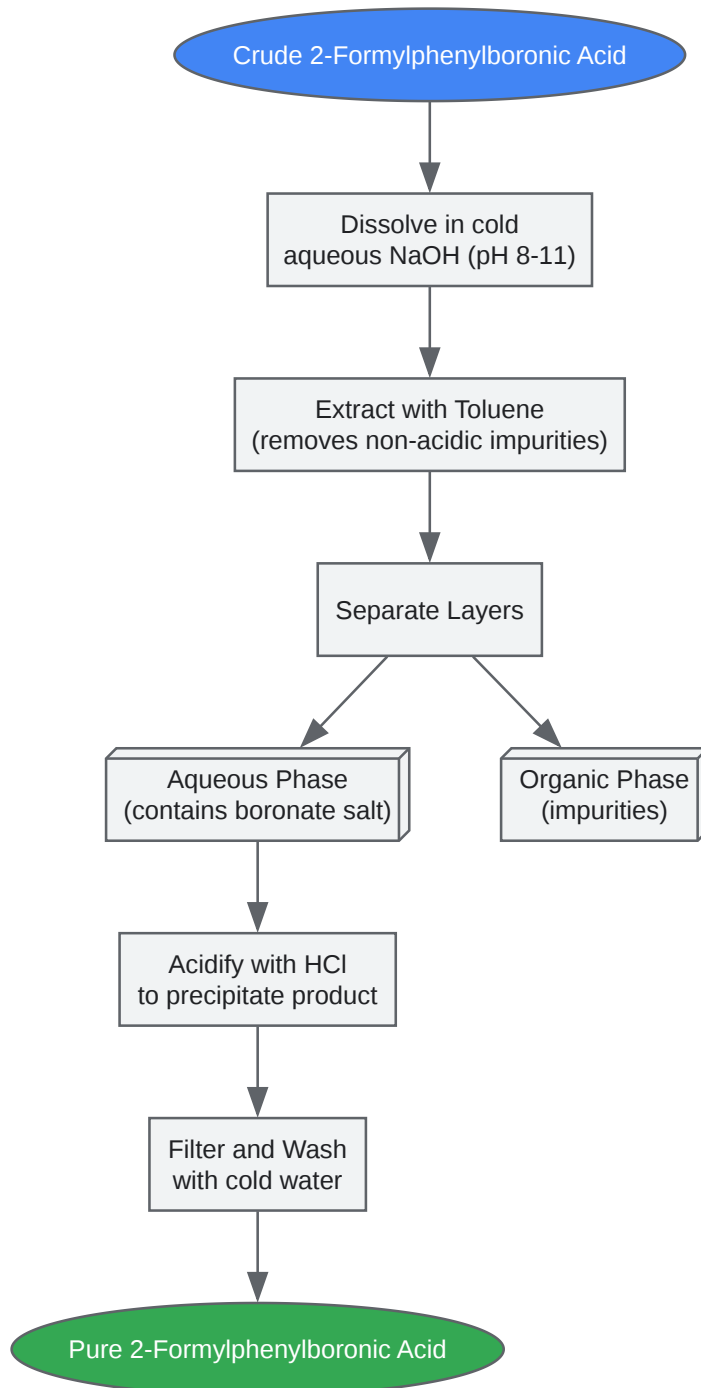 Crude 2-Formylphenylboronic Acid
Dissolve in cold
aqueous NaOH (pH 8-11)
Extract with Toluene
(removes non-acidic impurities)
Separate Layers
Aqueous Phase
(contains boronate salt)
Organic Phase
(impurities)
Acidify with HCl
to precipitate product
Filter and Wash
with cold water
Pure 2-Formylphenylboronic Acid